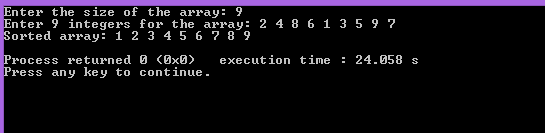 Enter the size of the array: 9
Enter 9 integers for the array: 2 4 8 6 1 3 5 9 7
Sorted array: 1 2 3 4 5 6 7 8 9
Process returned 0 (0x0)   execution time : 24.058 s
Press any key to continue.